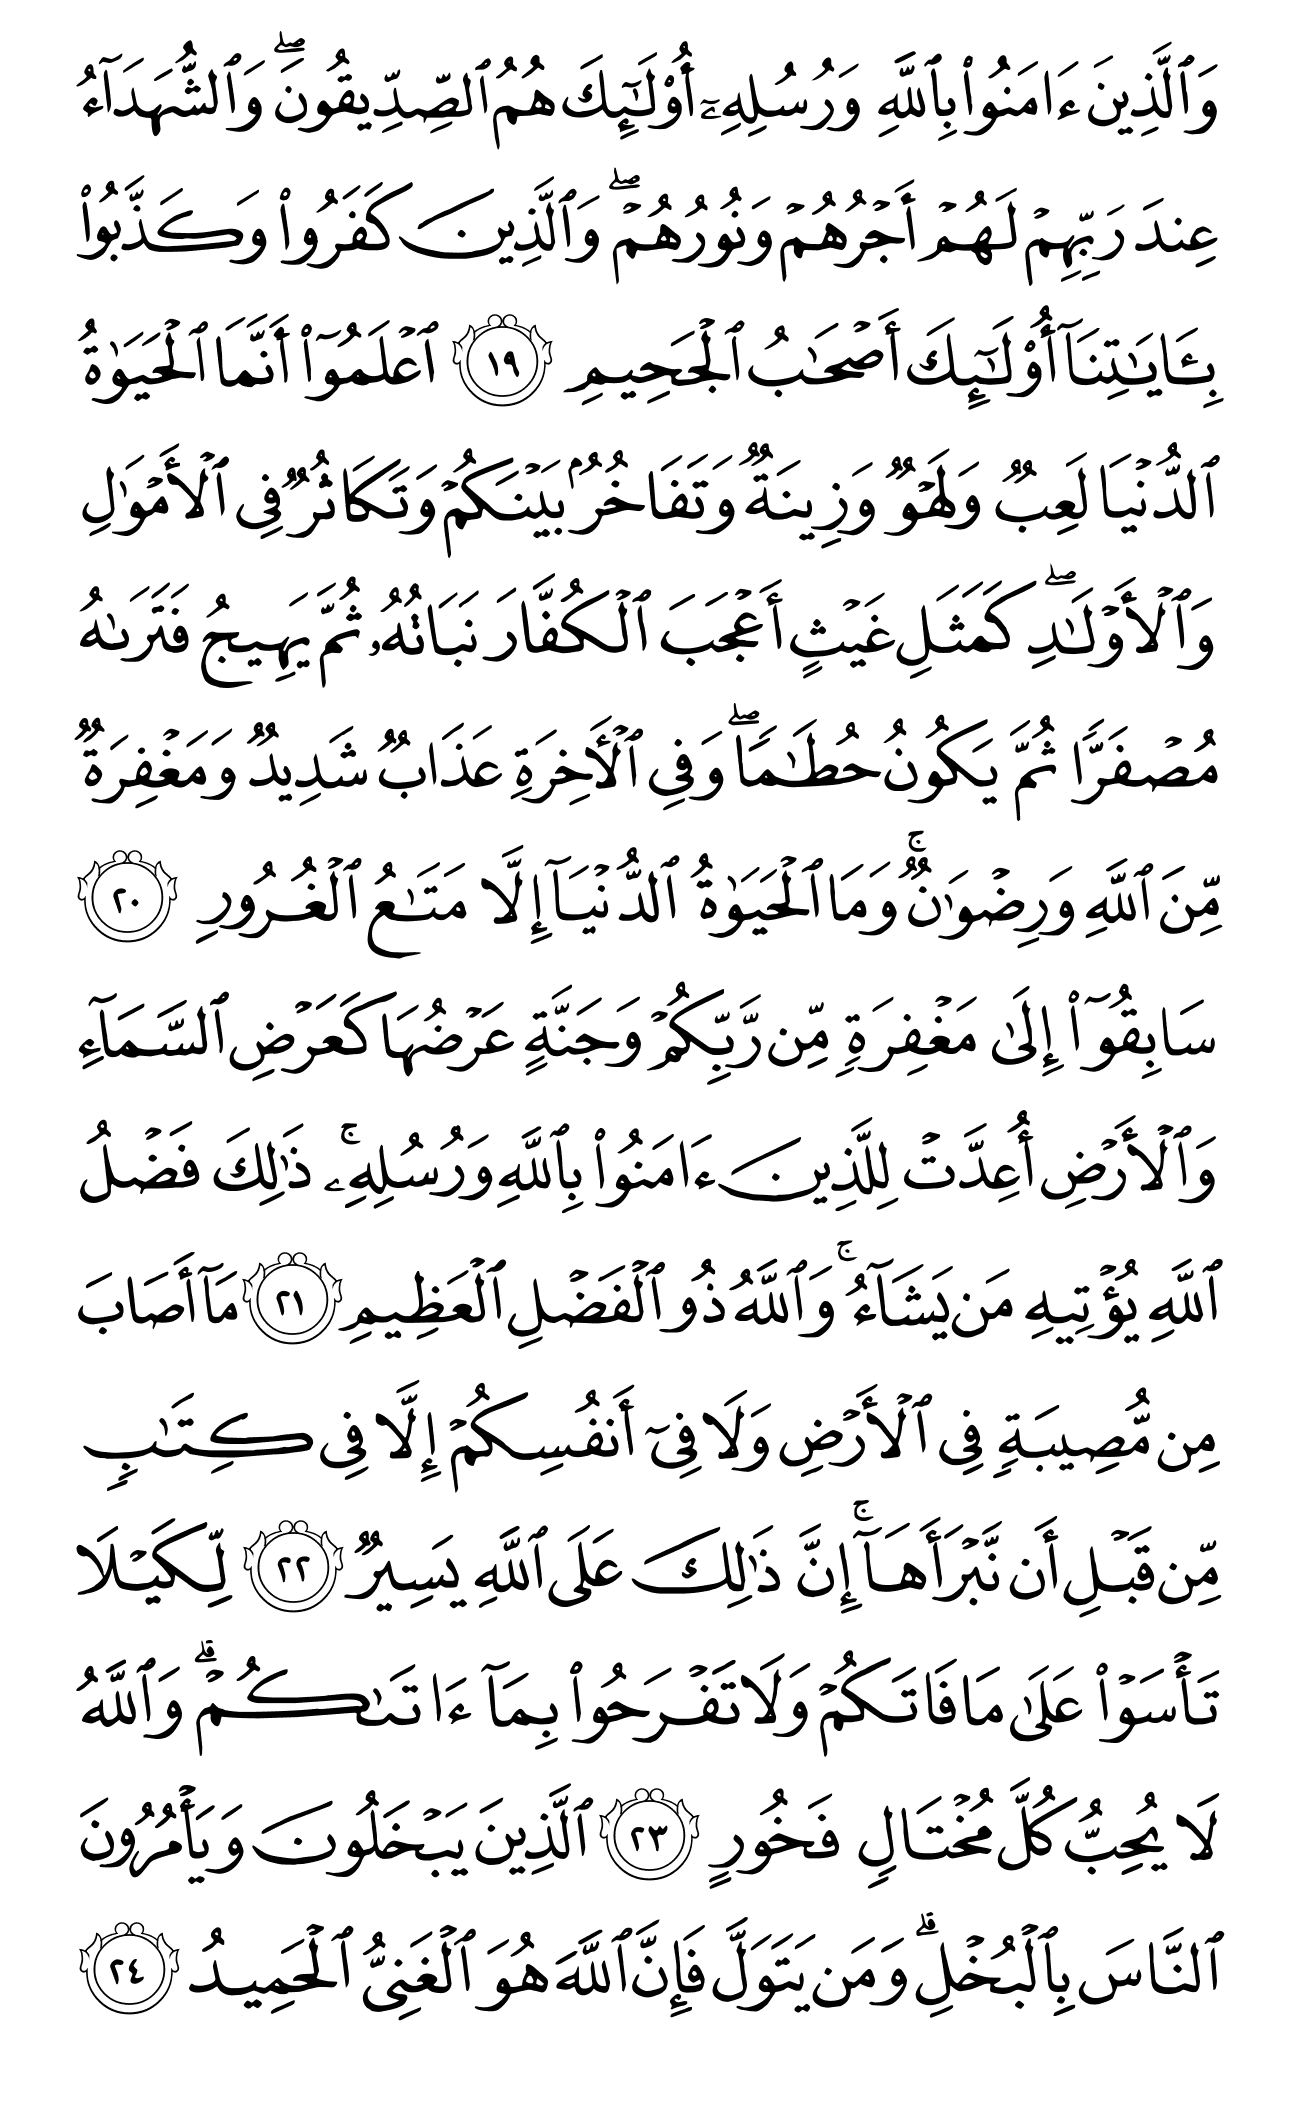 وَٱلَّذِينَ ءَامَنُوا۟ بِٱللَّهِ وَرُسُلِهِۦٓ أُو۟لَـٰٓئِكَ هُمُ ٱلصِّدِّيقُونَ ۖ وَٱلشُّهَدَآءُ
عِندَ رَبِّهِمْ لَهُمْ أَجْرُهُمْ وَنُورُهُمْ ۖ وَٱلَّذِينَ كَفَرُوا۟ وَكَذَّبُوا۟
بِـَٔايَـٰتِنَآ أُو۟لَـٰٓئِكَ أَصْحَـٰبُ ٱلْجَحِيمِ ١٩ ٱعْلَمُوٓا۟ أَنَّمَا ٱلْحَيَوٰةُ
ٱلدُّنْيَا لَعِبٌ وَلَهْوٌ وَزِينَةٌ وَتَفَاخُرٌۢ بَيْنَكُمْ وَتَكَاثُرٌ فِى ٱلْأَمْوَٰلِ
وَٱلْأَوْلَـٰدِ ۖ كَمَثَلِ غَيْثٍ أَعْجَبَ ٱلْكُفَّارَ نَبَاتُهُۥ ثُمَّ يَهِيجُ فَتَرَىٰهُ
مُصْفَرًّا ثُمَّ يَكُونُ حُطَـٰمًا ۖ وَفِى ٱلْـَٔاخِرَةِ عَذَابٌ شَدِيدٌ وَمَغْفِرَةٌ
مِّنَ ٱللَّهِ وَرِضْوَٰنٌ ۚ وَمَا ٱلْحَيَوٰةُ ٱلدُّنْيَآ إِلَّا مَتَـٰعُ ٱلْغُرُورِ ٢٠
سَابِقُوٓا۟ إِلَىٰ مَغْفِرَةٍ مِّن رَّبِّكُمْ وَجَنَّةٍ عَرْضُهَا كَعَرْضِ ٱلسَّمَآءِ
وَٱلْأَرْضِ أُعِدَّتْ لِلَّذِينَ ءَامَنُوا۟ بِٱللَّهِ وَرُسُلِهِۦ ۚ ذَٰلِكَ فَضْلُ
ٱللَّهِ يُؤْتِيهِ مَن يَشَآءُ ۚ وَٱللَّهُ ذُو ٱلْفَضْلِ ٱلْعَظِيمِ ٢١ مَآ أَصَابَ
مِن مُّصِيبَةٍ فِى ٱلْأَرْضِ وَلَا فِىٓ أَنفُسِكُمْ إِلَّا فِى كِتَـٰبٍ
مِّن قَبْلِ أَن نَّبْرَأَهَآ ۚ إِنَّ ذَٰلِكَ عَلَى ٱللَّهِ يَسِيرٌ ٢٢ لِّكَيْلَا
تَأْسَوْا۟ عَلَىٰ مَا فَاتَكُمْ وَلَا تَفْرَحُوا۟ بِمَآ ءَاتَىٰكُمْ ۗ وَٱللَّهُ
لَا يُحِبُّ كُلَّ مُخْتَالٍ فَخُورٍ ٢٣ ٱلَّذِينَ يَبْخَلُونَ وَيَأْمُرُونَ
ٱلنَّاسَ بِٱلْبُخْلِ ۗ وَمَن يَتَوَلَّ فَإِنَّ ٱللَّهَ هُوَ ٱلْغَنِىُّ ٱلْحَمِيدُ ٢٤